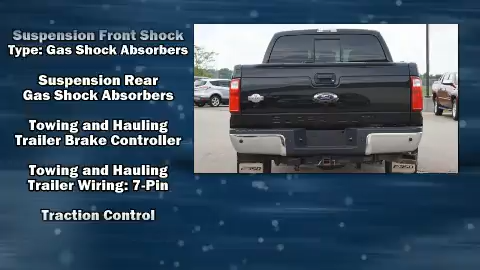 Suspension Front Shock
Type: Gas Shock Absorbers
Suspension Rear
Gas Shock Absorbers
Towing and Hauling
Trailer Brake Controller
Towing and Hauling
Trailer Wiring: 7-Pin
Traction Control
Ford